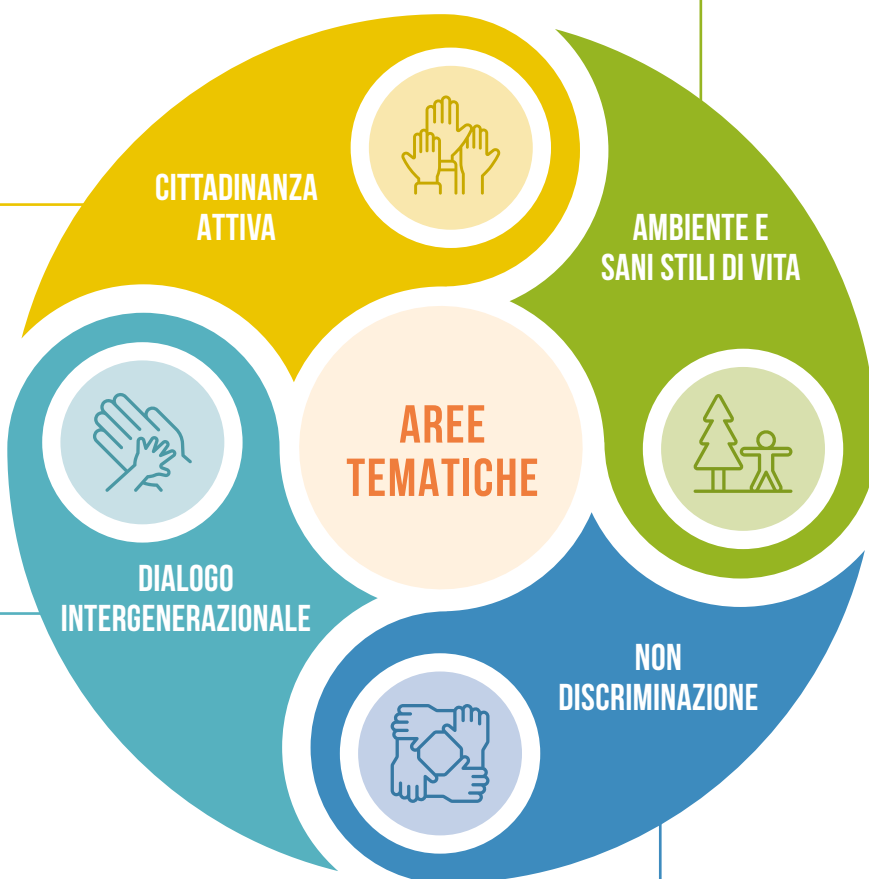 CITTADINANZA
ATTIVA
AMBIENTE E
SANI STILI DI VITA
AREE
TEMATICHE
DIALOGO
INTERGENERAZIONALE
NON
DISCRIMINAZIONE